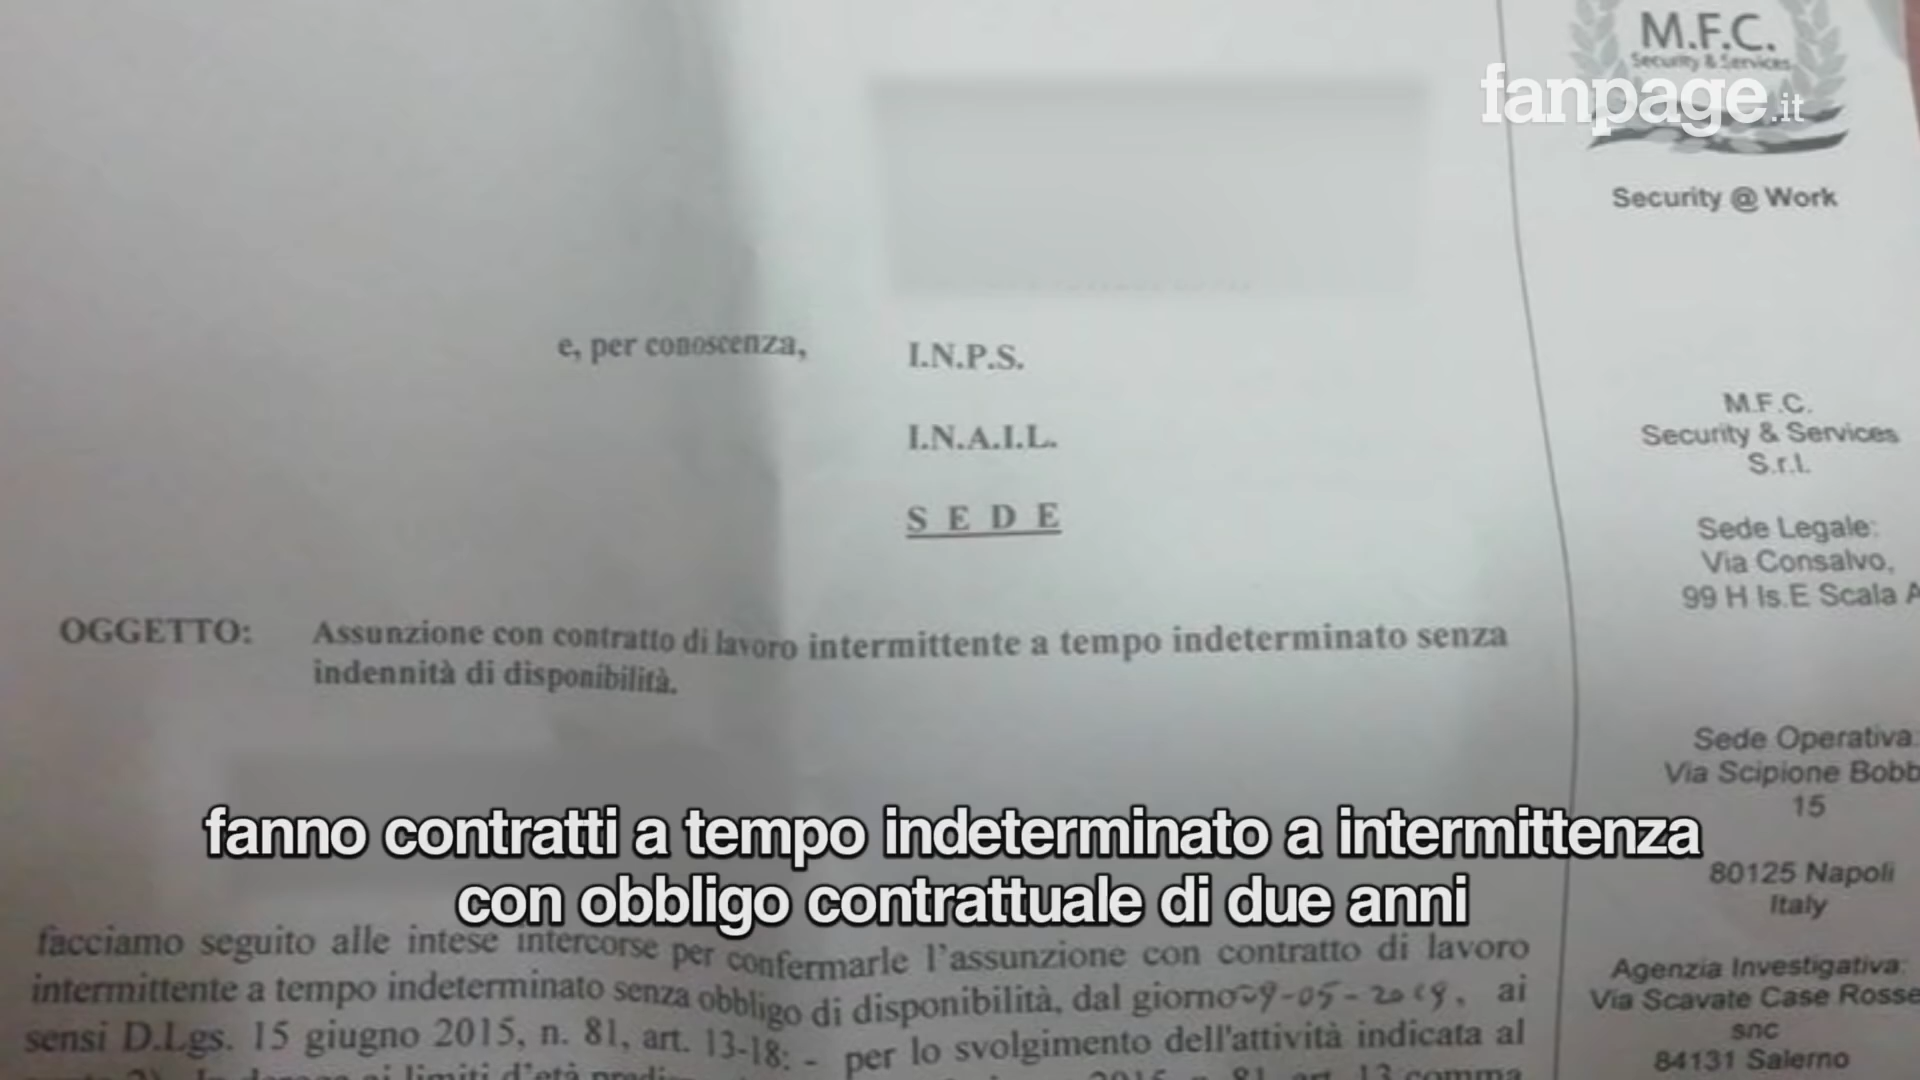 M.F.C.
Security & Services
fanpage.it
Security @ Work
e, per conoscenza,
I.N.P.S.
I.N.A.I.L.
S E D E
M.F.C.
Security & Services
S.r.l.
Sede Legale:
Via Consalvo,
99 H Is.E Scala A
OGGETTO: Assunzione con contratto di lavoro intermittente a tempo indeterminato senza
indennità di disponibilità.
Sede Operativa:
Via Scipione Bobb
15
80125 Napoli
Italy
fanno contratti a tempo indeterminato a intermittenza
con obbligo contrattuale di due anni
facciamo seguito alle intese intercorse per confermarle l'assunzione con contratto di lavoro
intermittente a tempo indeterminato senza obbligo di disponibilità, dal giorno 09-05-2019, ai
sensi D.Lgs. 15 giugno 2015, n. 81, art. 13-18: - per lo svolgimento dell'attività indicata al
Agenzia Investigativa:
Via Scavate Case Rosse
snc
84131 Salerno